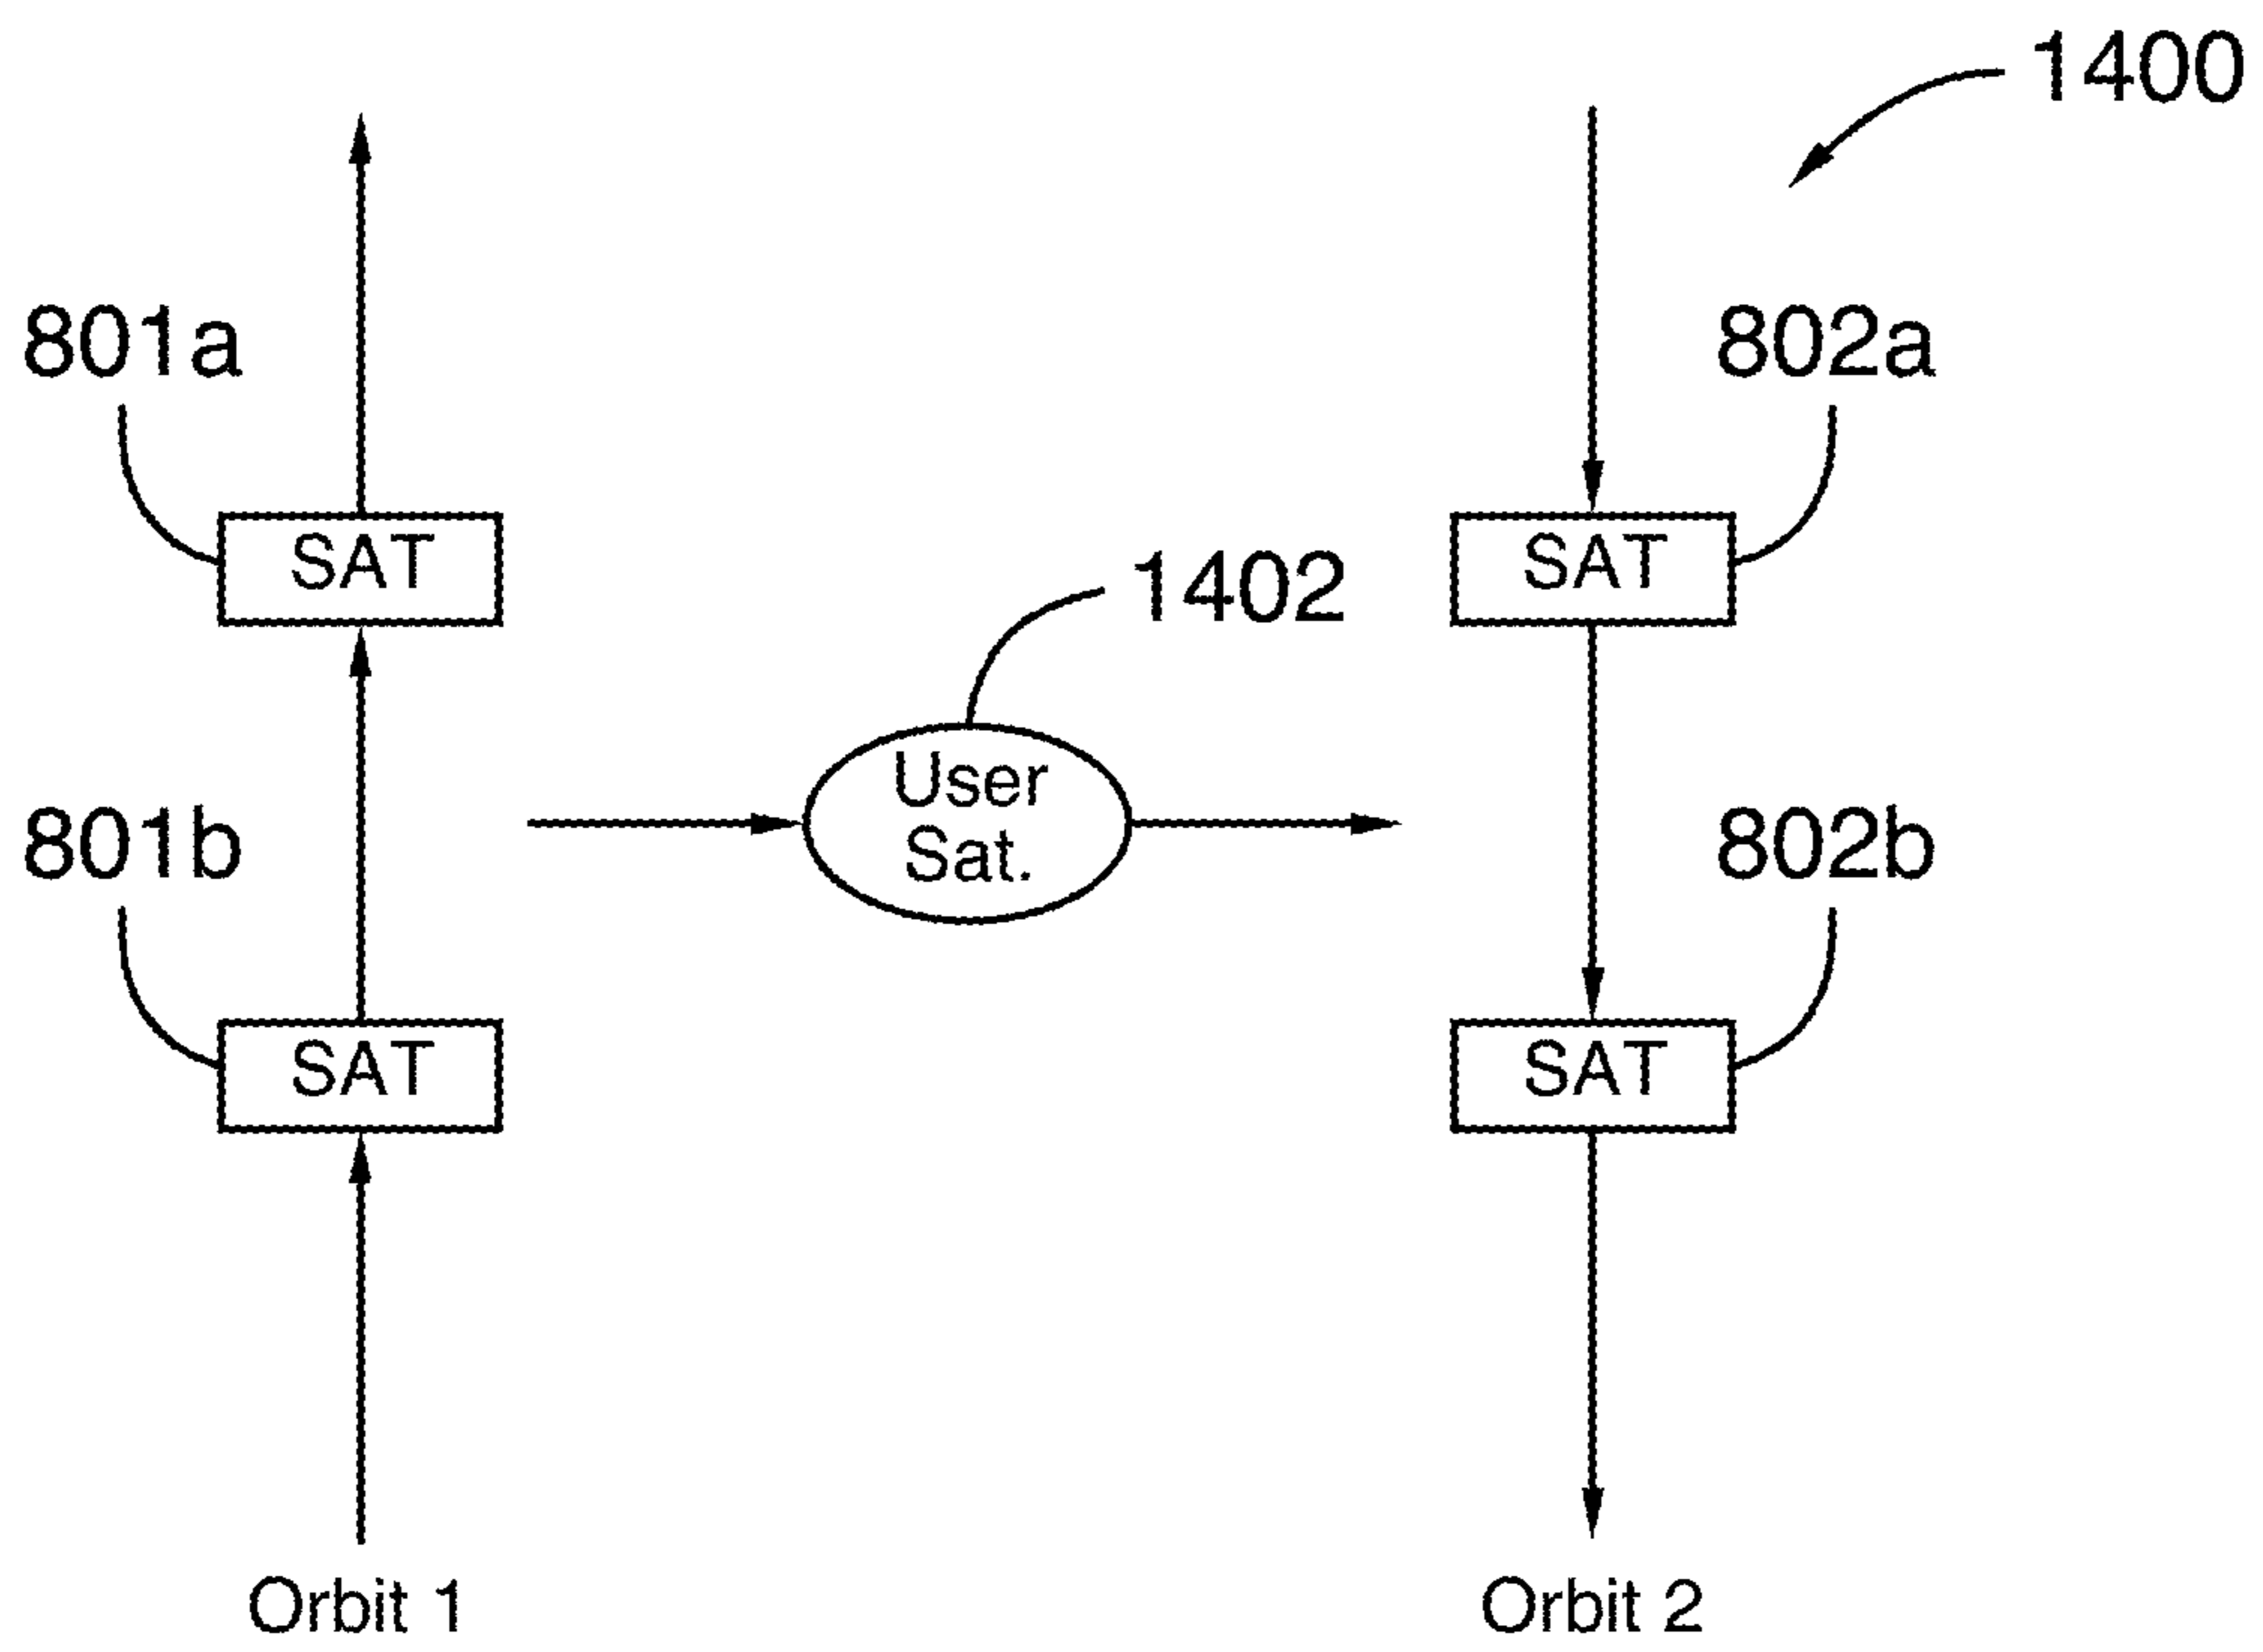 1400
801a
802a
SAT
SAT
1402
User
Sat.
801b
802b
SAT
SAT
Orbit 1
Orbit 2